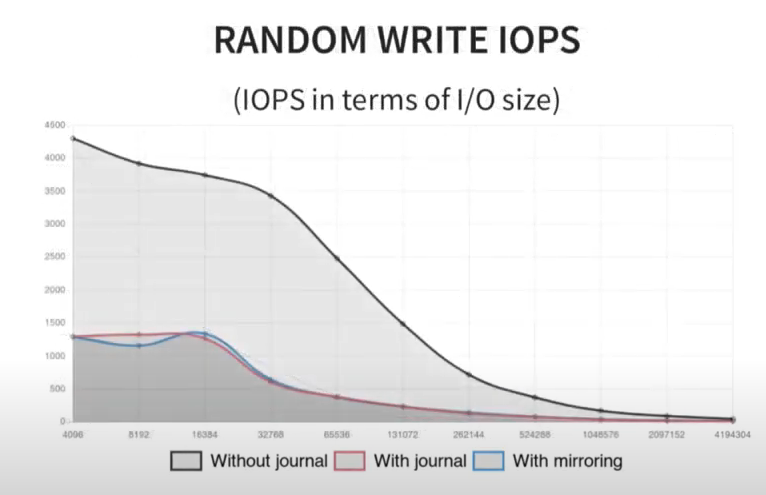 RANDOM WRITE IOPS
(IOPS in terms of I/O size)
4500
4000
3500
3000
2500
2000
1500
1000
500
0
4096 8192 16384 32768 65536 131072 262144 524288 1048576 2097152 4194304
Without journal With journal With mirroring